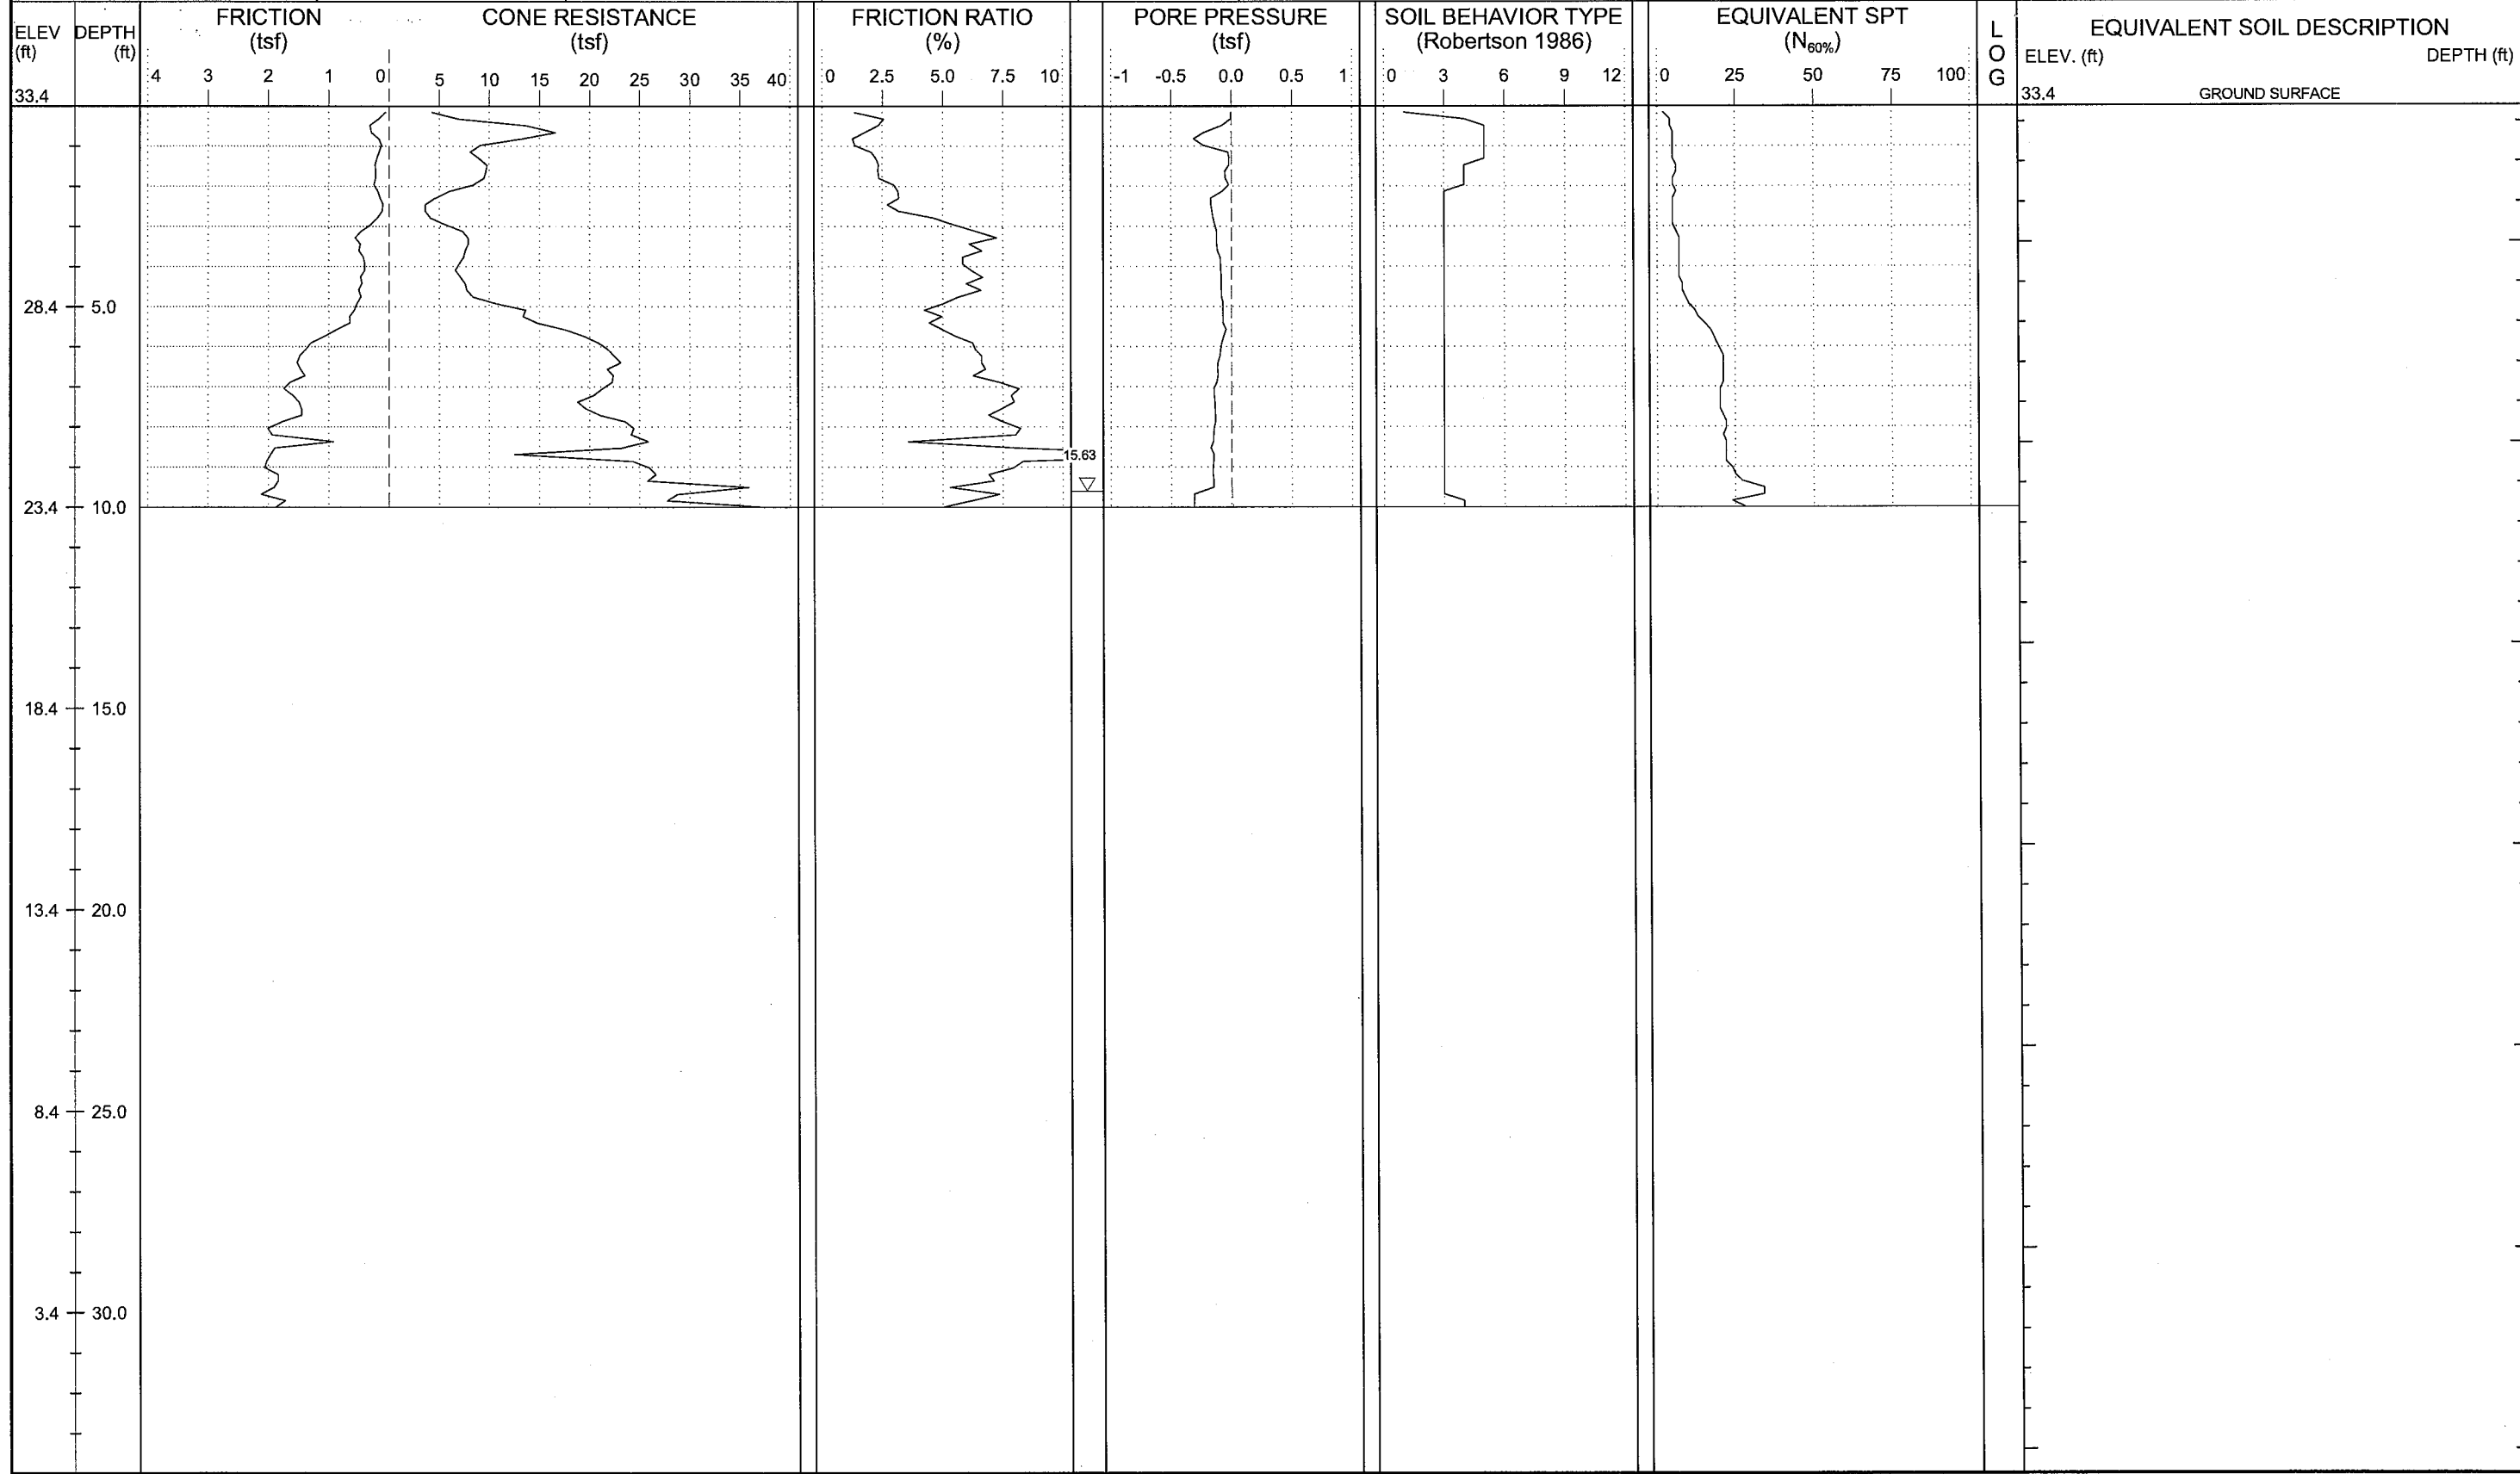 ELEV
(ft)
DEPTH
(ft)
FRICTION
(tsf)
CONE RESISTANCE
(tsf)
FRICTION RATIO
(%)
PORE PRESSURE
(tsf)
SOIL BEHAVIOR TYPE
(Robertson 1986)
EQUIVALENT SPT
(N60%)
L
O
G
EQUIVALENT SOIL DESCRIPTION
ELEV. (ft) DEPTH (ft)
4 3 2 1 0 5 10 15 20 25 30 35 40
0 2.5 5.0 7.5 10
-1 -0.5 0.0 0.5 1
0 3 6 9 12
0 25 50 75 100
33.4
33.4 GROUND SURFACE
28.4 5.0
15.63
23.4 10.0
18.4 15.0
13.4 20.0
8.4 25.0
3.4 30.0